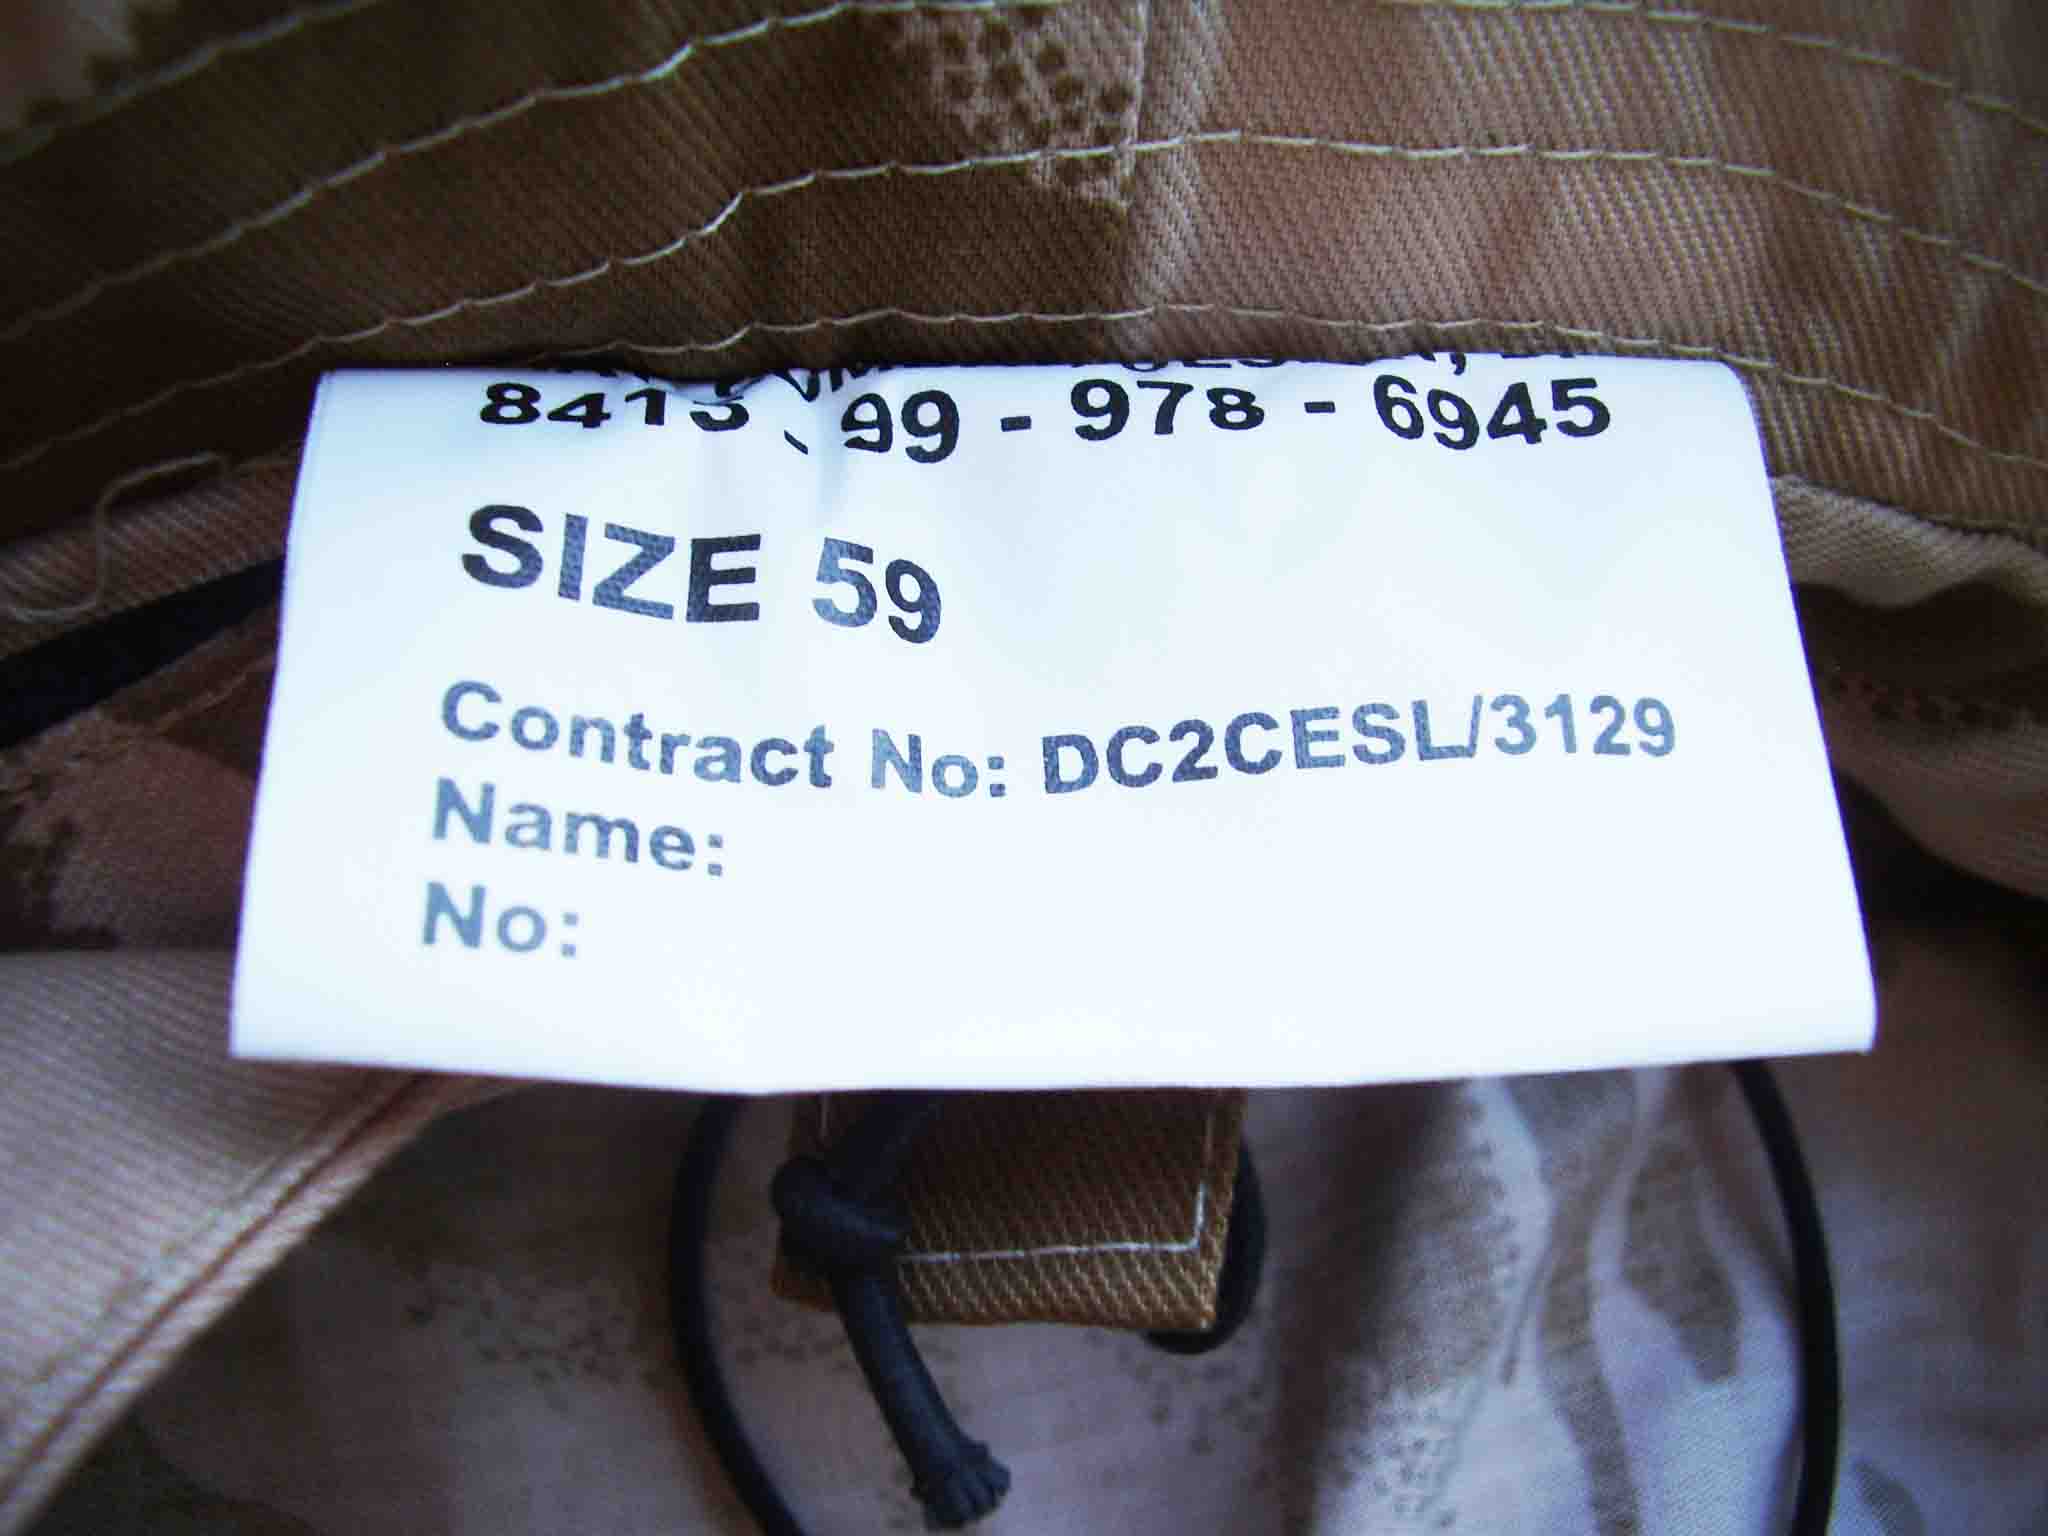 8415 - 99 - 978 - 6945
SIZE 59
Contract No: DC2CESL/3129
Name:
No: